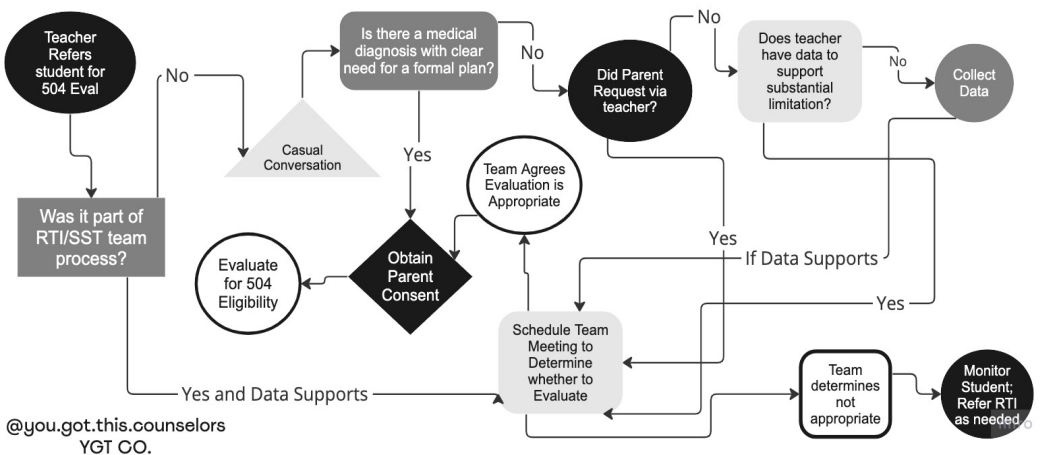 Teacher
Refers
student for
504 Eval
No
Casual
Conversation
Is there a medical
diagnosis with clear
need for a formal plan?
No
Did Parent
Request via
teacher?
No
Does teacher
have data to
support
substantial
limitation?
No
Collect
Data
Was it part of
RTI/SST team
process?
Yes
Team Agrees
Evaluation is
Appropriate
Obtain
Parent
Consent
Evaluate
for 504
Eligibility
Yes
If Data Supports
Yes
Schedule Team
Meeting to
Determine
whether to
Evaluate
Yes and Data Supports
Team
determines
not
appropriate
Monitor
Student;
Refer RTI
as needed
@you.got.this.counselors
YGT CO.